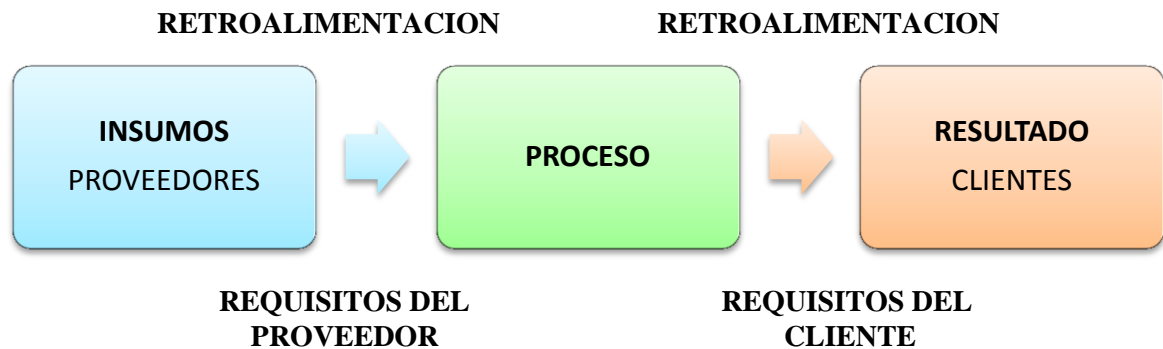 RETROALIMENTACION
RETROALIMENTACION
INSUMOS
PROVEEDORES
PROCESO
RESULTADO
CLIENTES
REQUISITOS DEL
PROVEEDOR
REQUISITOS DEL
CLIENTE